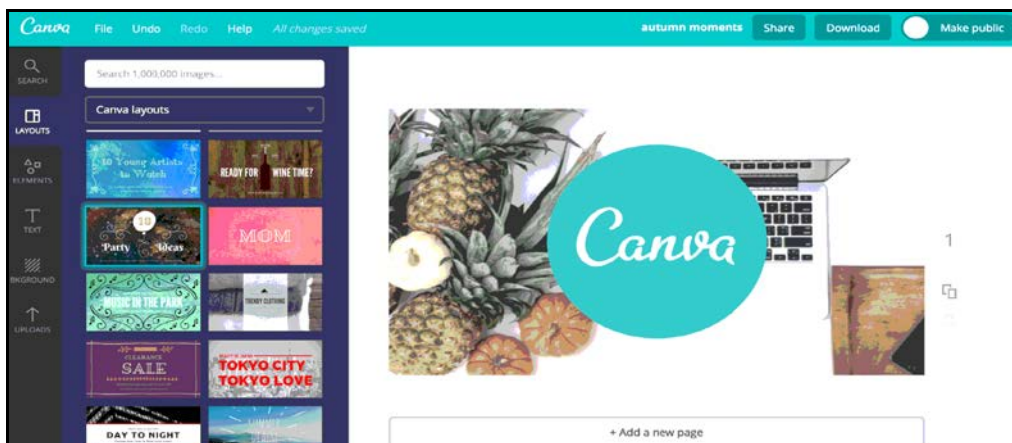 Canva File Undo Redo Help All changes saved autumn moments Share Download Make public
SEARCH
Search 1,000,000 images...
LAYOUTS
Canva layouts
ELEMENTS
TEXT
BKGROUND
UPLOADS
10 Young Artists
to Watch
READY FOR WINE TIME?
10
Party Ideas
MOM
MUSIC IN THE PARK
TRENDY CLOTHING
CLEARANCE
SALE
TOKYO CITY
TOKYO LOVE
DAY TO NIGHT
SUMMER
Canva
1
+ Add a new page